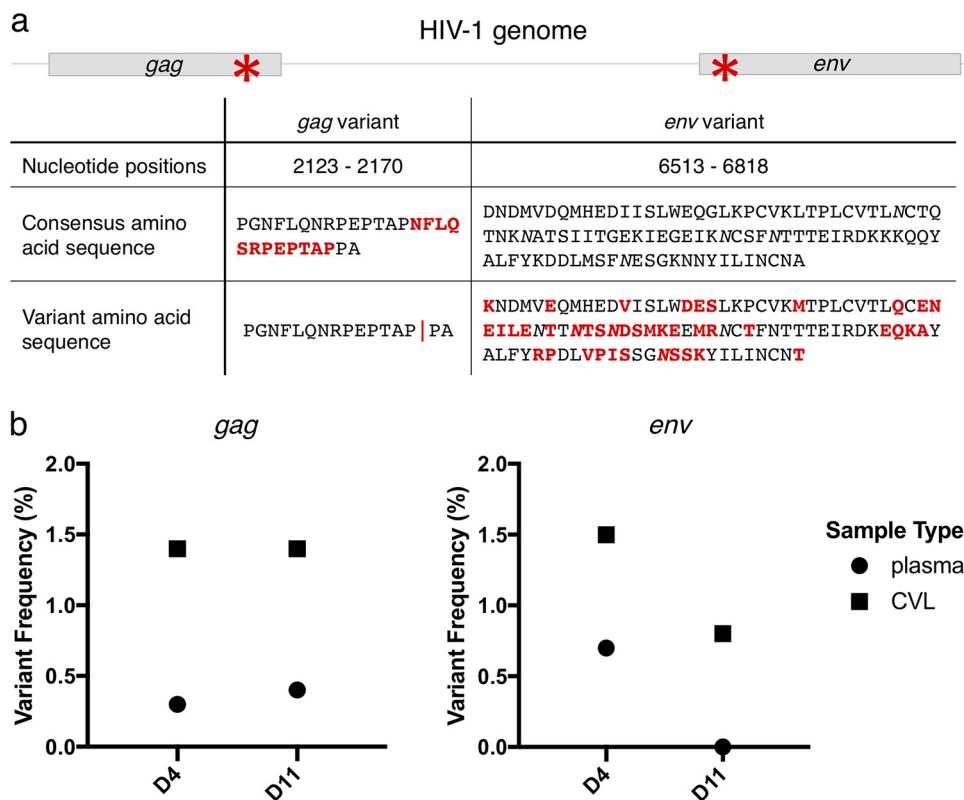 a
HIV-1 genome
gag
*
*
env
gag variant
env variant
Nucleotide positions
2123 - 2170
6513 - 6818
Consensus amino
acid sequence
PGNFLQNRPEPTAPNFLQ
SRPEPTAPPA
DNDMVDQMHEDIISLWEQGLKPCVKLTPLCVTLNCTQ
TNKNATSIITGEKIEGEIKNCSFNTTTEIRDKKKQQY
ALFYKDDLMSFNESGKNNYILINCNA
Variant amino acid
sequence
PGNFLQNRPEPTAP|PA
KNDMVEQMHEDVISLWDESLKPCVKMTPLCVTLQCEN
EILENTTNTSNDSMKEEMRNCTFNTTTEIRDKEQKAY
ALFYRPDLVPISSGNSSKYILINCNT
b
gag
env
Variant Frequency (%)
2.0
1.5
1.0
0.5
0.0
D4
D11
Variant Frequency (%)
2.0
1.5
1.0
0.5
0.0
D4
D11
Sample Type
plasma
CVL